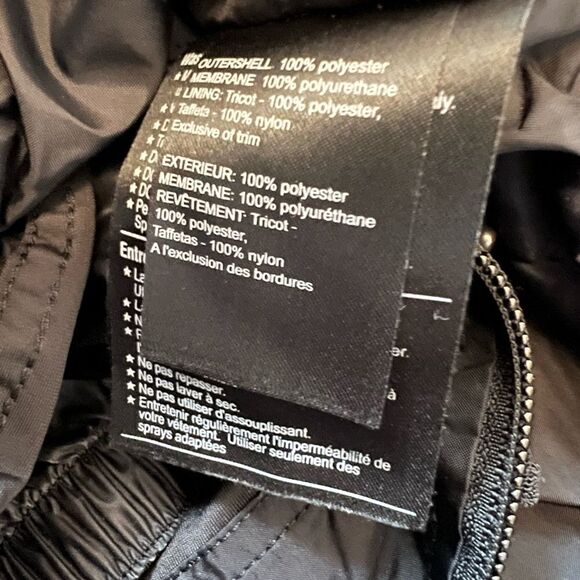 OUTERSHELL 100% polyester
MEMBRANE 100% polyurethane
LINING: Tricot - 100% polyester,
Taffeta - 100% nylon
Exclusive of trim
EXTERIEUR: 100% polyester
MEMBRANE: 100% polyuréthane
REVÊTEMENT: Tricot -
100% polyester,
Taffetas - 100% nylon
A l'exclusion des bordures
★ Ne pas repasser.
★ Ne pas laver à sec.
★ Ne pas utiliser d'assouplissant.
★ Entretenir régulièrement l'imperméabilité de
votre vêtement. Utiliser seulement des
sprays adaptées